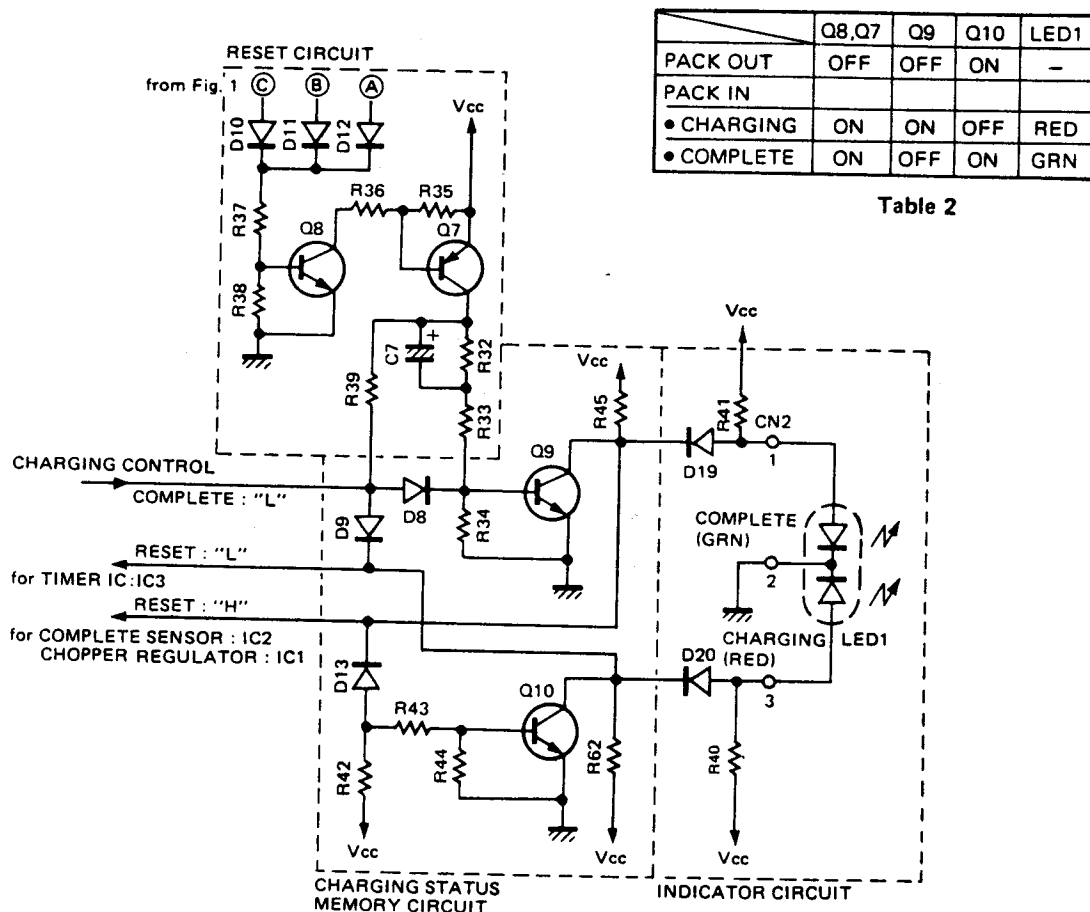 Q8,Q7 Q9 Q10 LED1
PACK OUT OFF OFF ON –
PACK IN
• CHARGING ON ON OFF RED
• COMPLETE ON OFF ON GRN
Table 2
RESET CIRCUIT
from Fig. 1 C B A
D10 D11 D12
Vcc
R36 R35
R37
Q8 Q7
R38
C7 +
R32
R39
R33
Vcc
R45
Vcc
R41
CN2
1
D19
Q9
CHARGING CONTROL
COMPLETE : "L"
D9
D8
R34
COMPLETE
(GRN)
2
RESET : "L"
for TIMER IC:IC3
RESET : "H"
for COMPLETE SENSOR : IC2
CHOPPER REGULATOR : IC1
CHARGING LED1
(RED)
D20
3
D13
R43
Q10
R42
R44
R62
R40
Vcc
Vcc
Vcc
CHARGING STATUS
MEMORY CIRCUIT
INDICATOR CIRCUIT